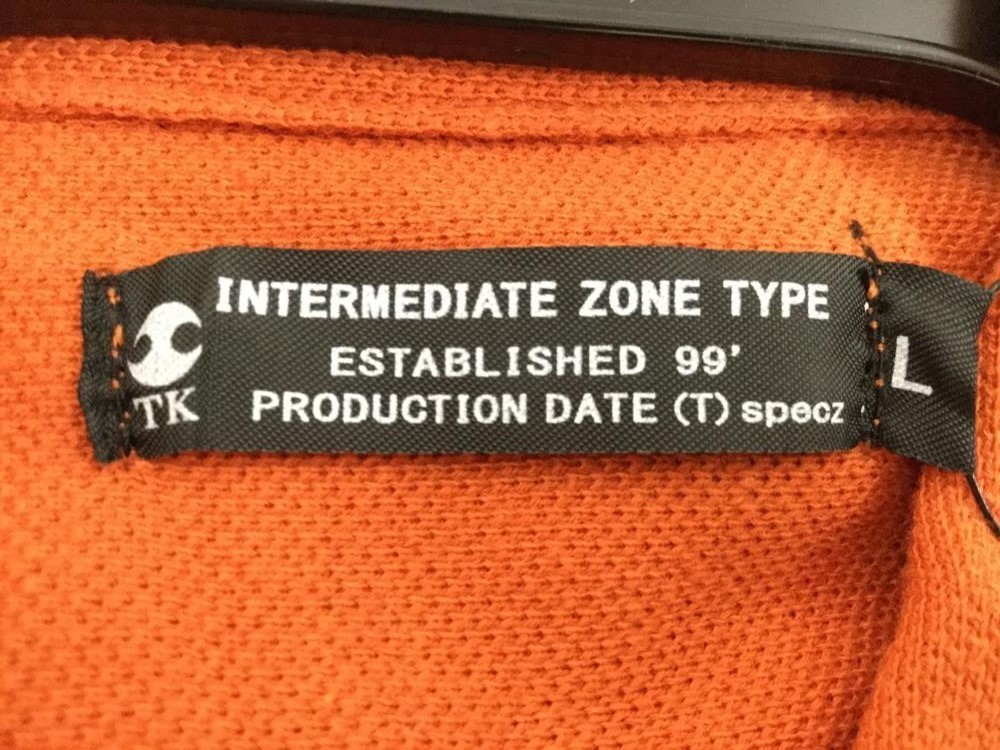 INTERMEDIATE ZONE TYPE
ESTABLISHED 99'
PRODUCTION DATE (T) specz
TK
L